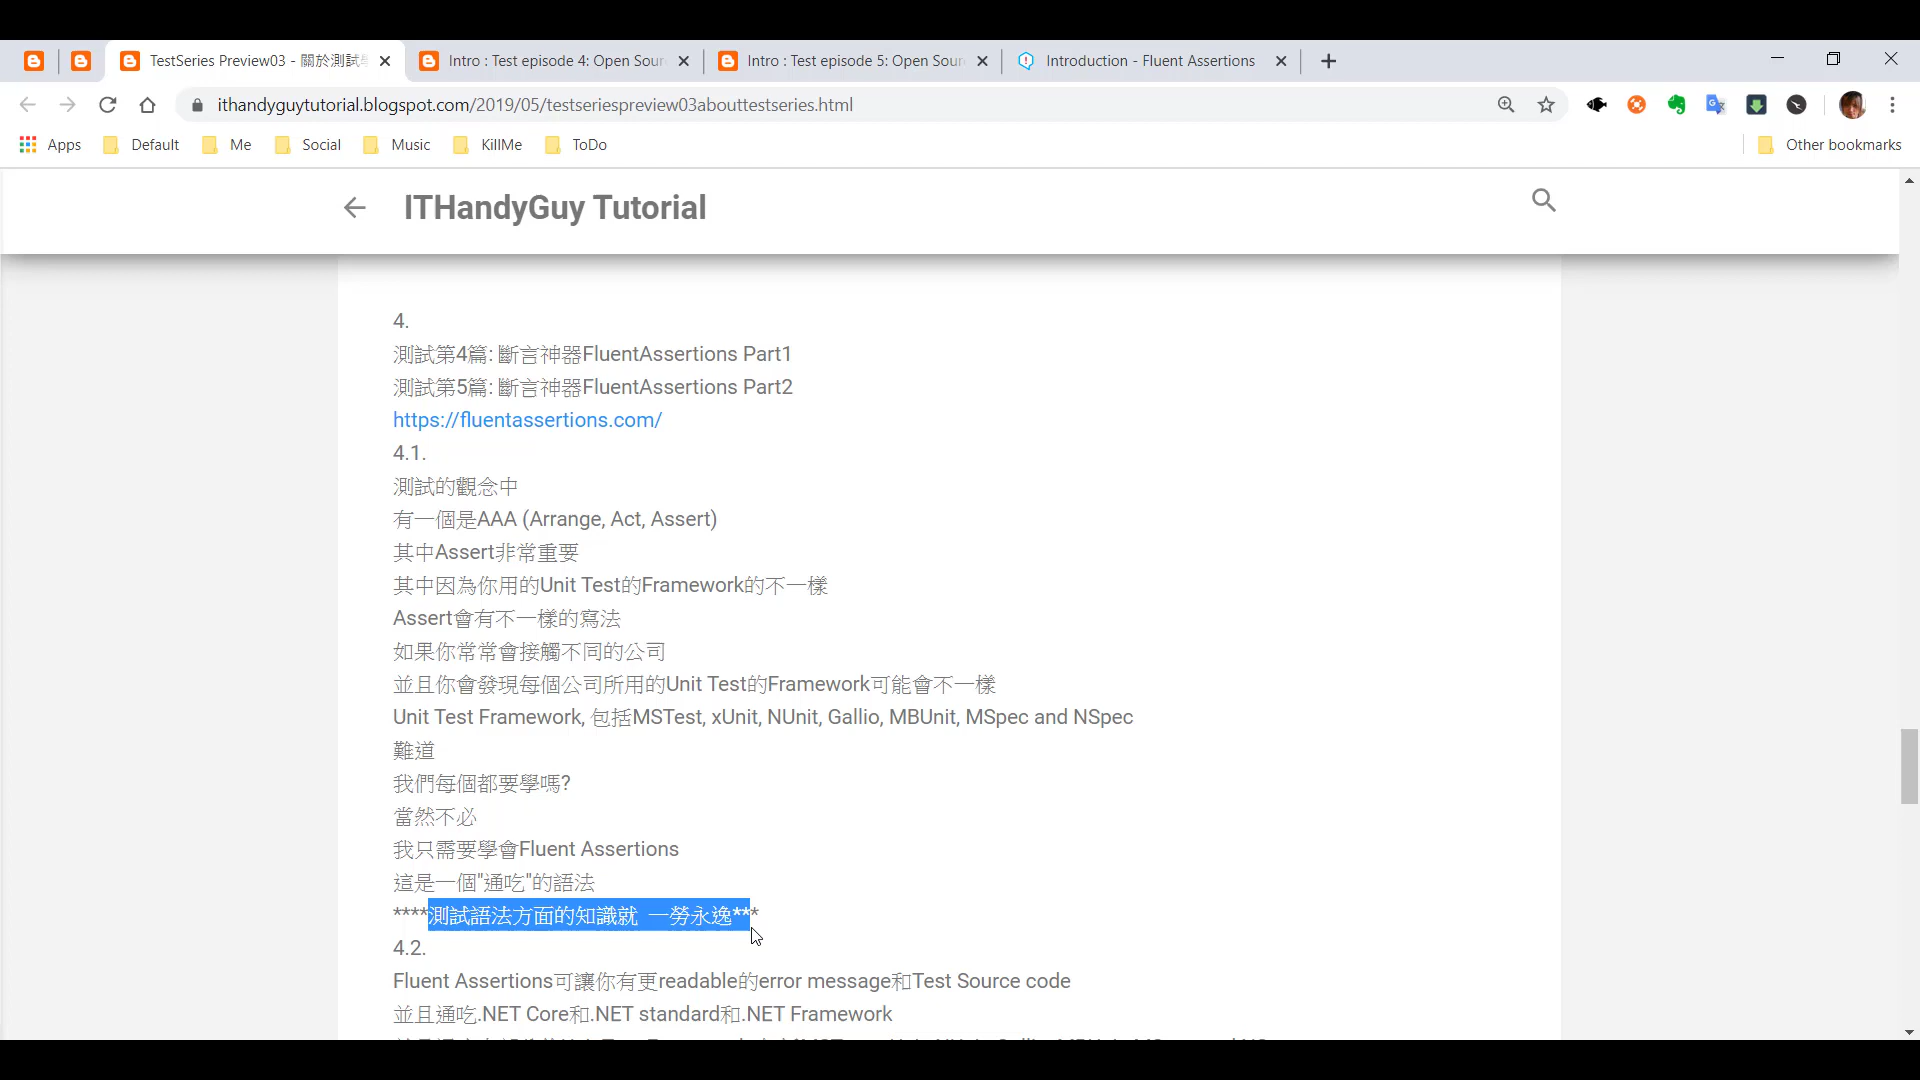 TestSeries Preview03 - 關於測試
Intro : Test episode 4: Open Sour
Intro : Test episode 5: Open Sour
Introduction - Fluent Assertions
ithandyguytutorial.blogspot.com/2019/05/testseriespreview03abouttestseries.html
Apps
Default
Me
Social
Music
KillMe
ToDo
Other bookmarks
ITHandyGuy Tutorial
4.
測試第4篇: 斷言神器FluentAssertions Part1
測試第5篇: 斷言神器FluentAssertions Part2
https://fluentassertions.com/
4.1.
測試的觀念中
有一個是AAA (Arrange, Act, Assert)
其中Assert非常重要
其中因為你用的Unit Test的Framework的不一樣
Assert會有不一樣的寫法
如果你常常會接觸不同的公司
並且你會發現每個公司所用的Unit Test的Framework可能會不一樣
Unit Test Framework, 包括MSTest, xUnit, NUnit, Gallio, MBUnit, MSpec and NSpec
難道
我們每個都要學嗎?
當然不必
我只需要學會Fluent Assertions
這是一個"通吃"的語法
****測試語法方面的知識就 一勞永逸***
4.2.
Fluent Assertions可讓你有更readable的error message和Test Source code
並且通吃.NET Core和.NET standard和.NET Framework